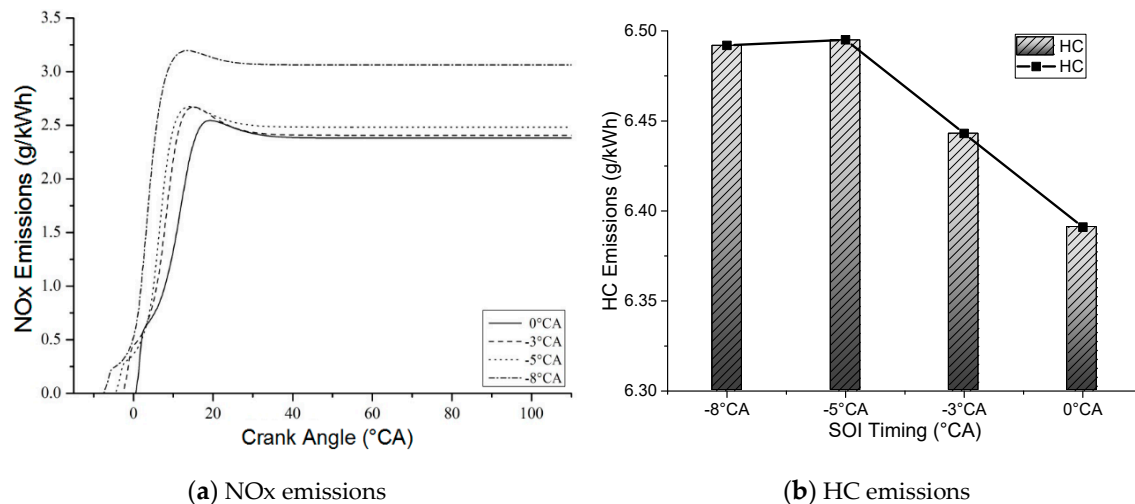 NOx Emissions (g/kWh)
3.5
3.0
2.5
2.0
1.5
1.0
0.5
0.0
0 20 40 60 80 100
Crank Angle (°CA)
0°CA
-3°CA
-5°CA
-8°CA
(a) NOx emissions
HC Emissions (g/kWh)
6.50
6.45
6.40
6.35
6.30
HC
HC
-8°CA -5°CA -3°CA 0°CA
SOI Timing (°CA)
(b) HC emissions